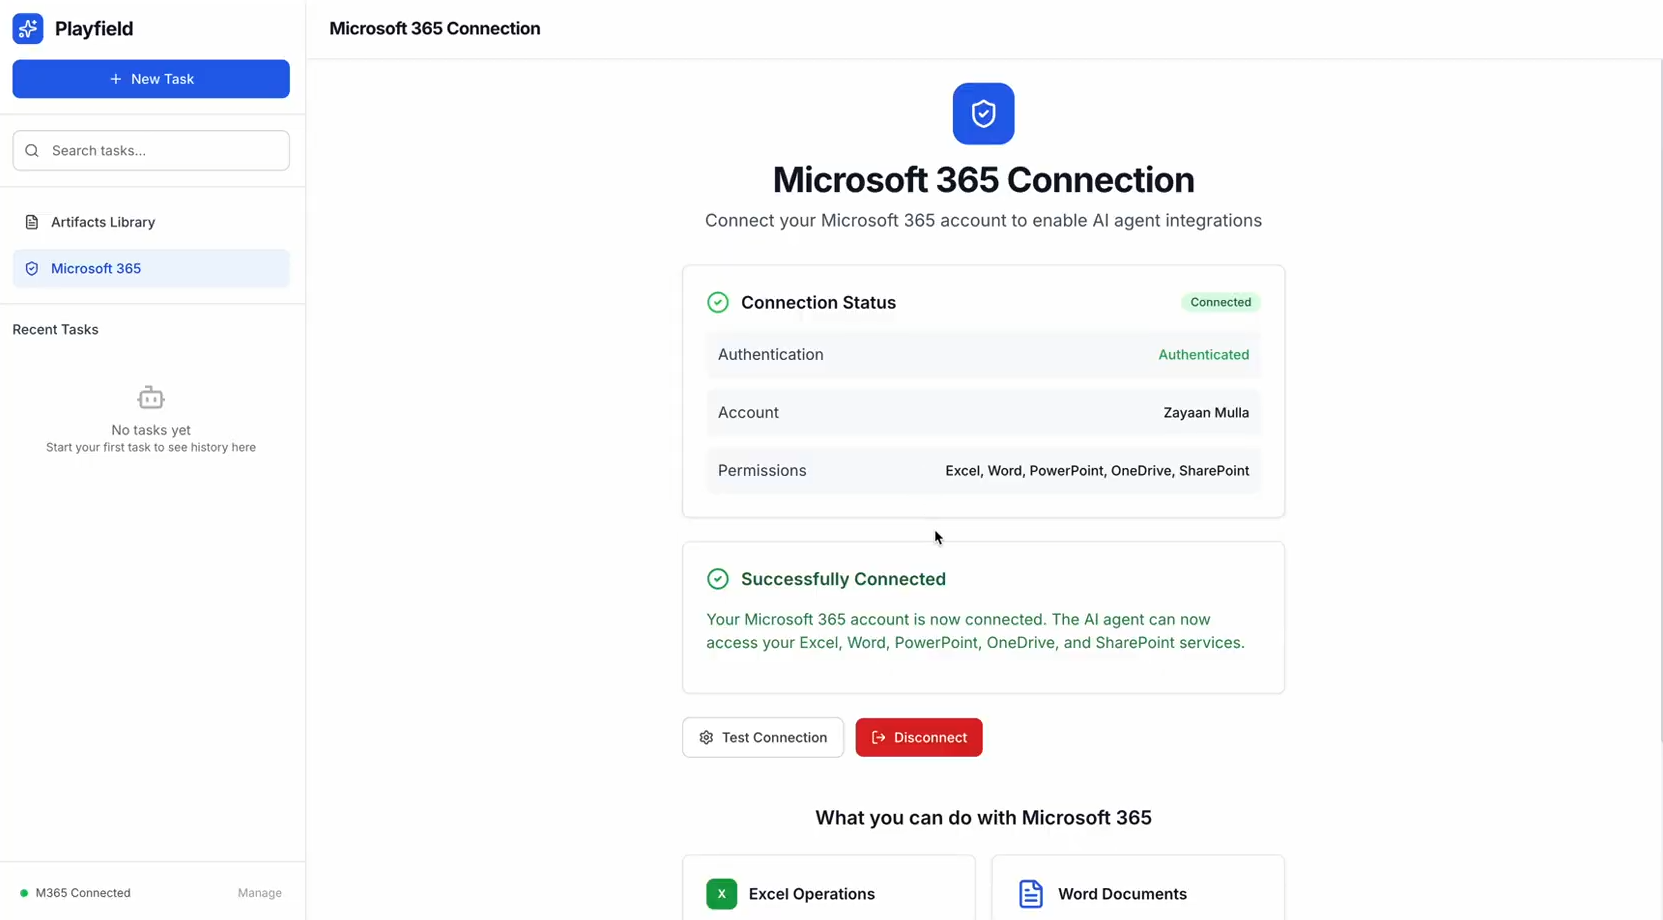 Playfield
Microsoft 365 Connection
+ New Task
Search tasks...
Artifacts Library
Microsoft 365
Recent Tasks
No tasks yet
Start your first task to see history here
M365 Connected
Manage
Microsoft 365 Connection
Connect your Microsoft 365 account to enable AI agent integrations
Connection Status
Connected
Authentication
Authenticated
Account
Zayaan Mulla
Permissions
Excel, Word, PowerPoint, OneDrive, SharePoint
Successfully Connected
Your Microsoft 365 account is now connected. The AI agent can now
access your Excel, Word, PowerPoint, OneDrive, and SharePoint services.
Test Connection
Disconnect
What you can do with Microsoft 365
X
Excel Operations
Word Documents